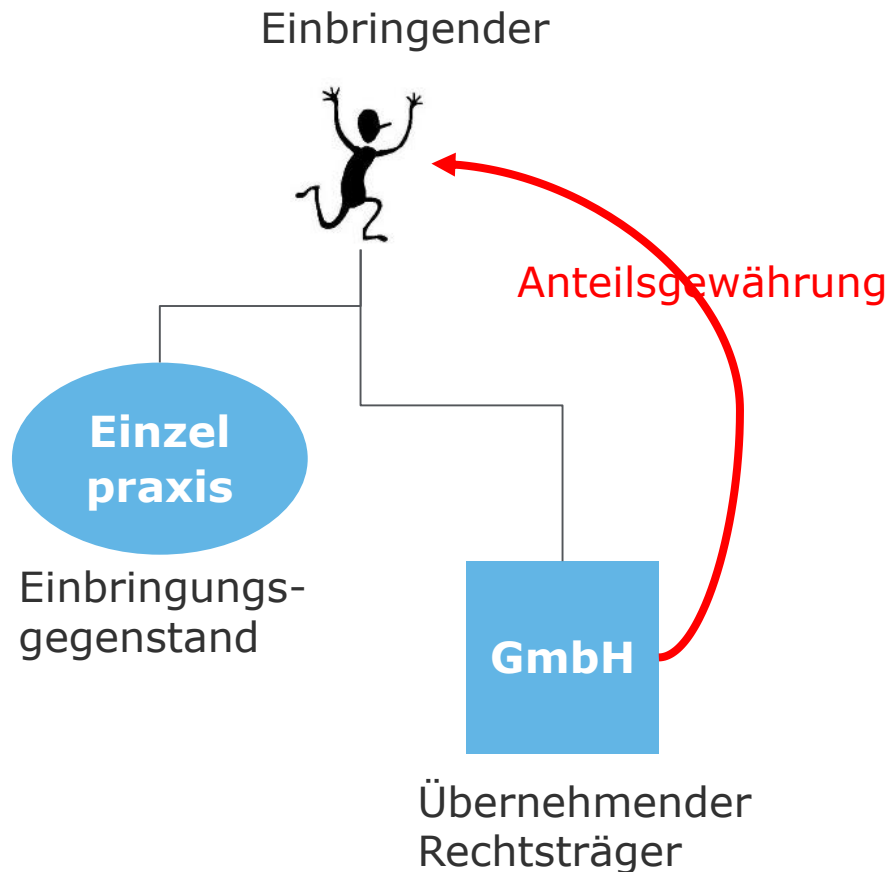 Einbringender
Anteilsgewährung
Einzel
praxis
Einbringungs-
gegenstand
GmbH
Übernehmender
Rechtsträger